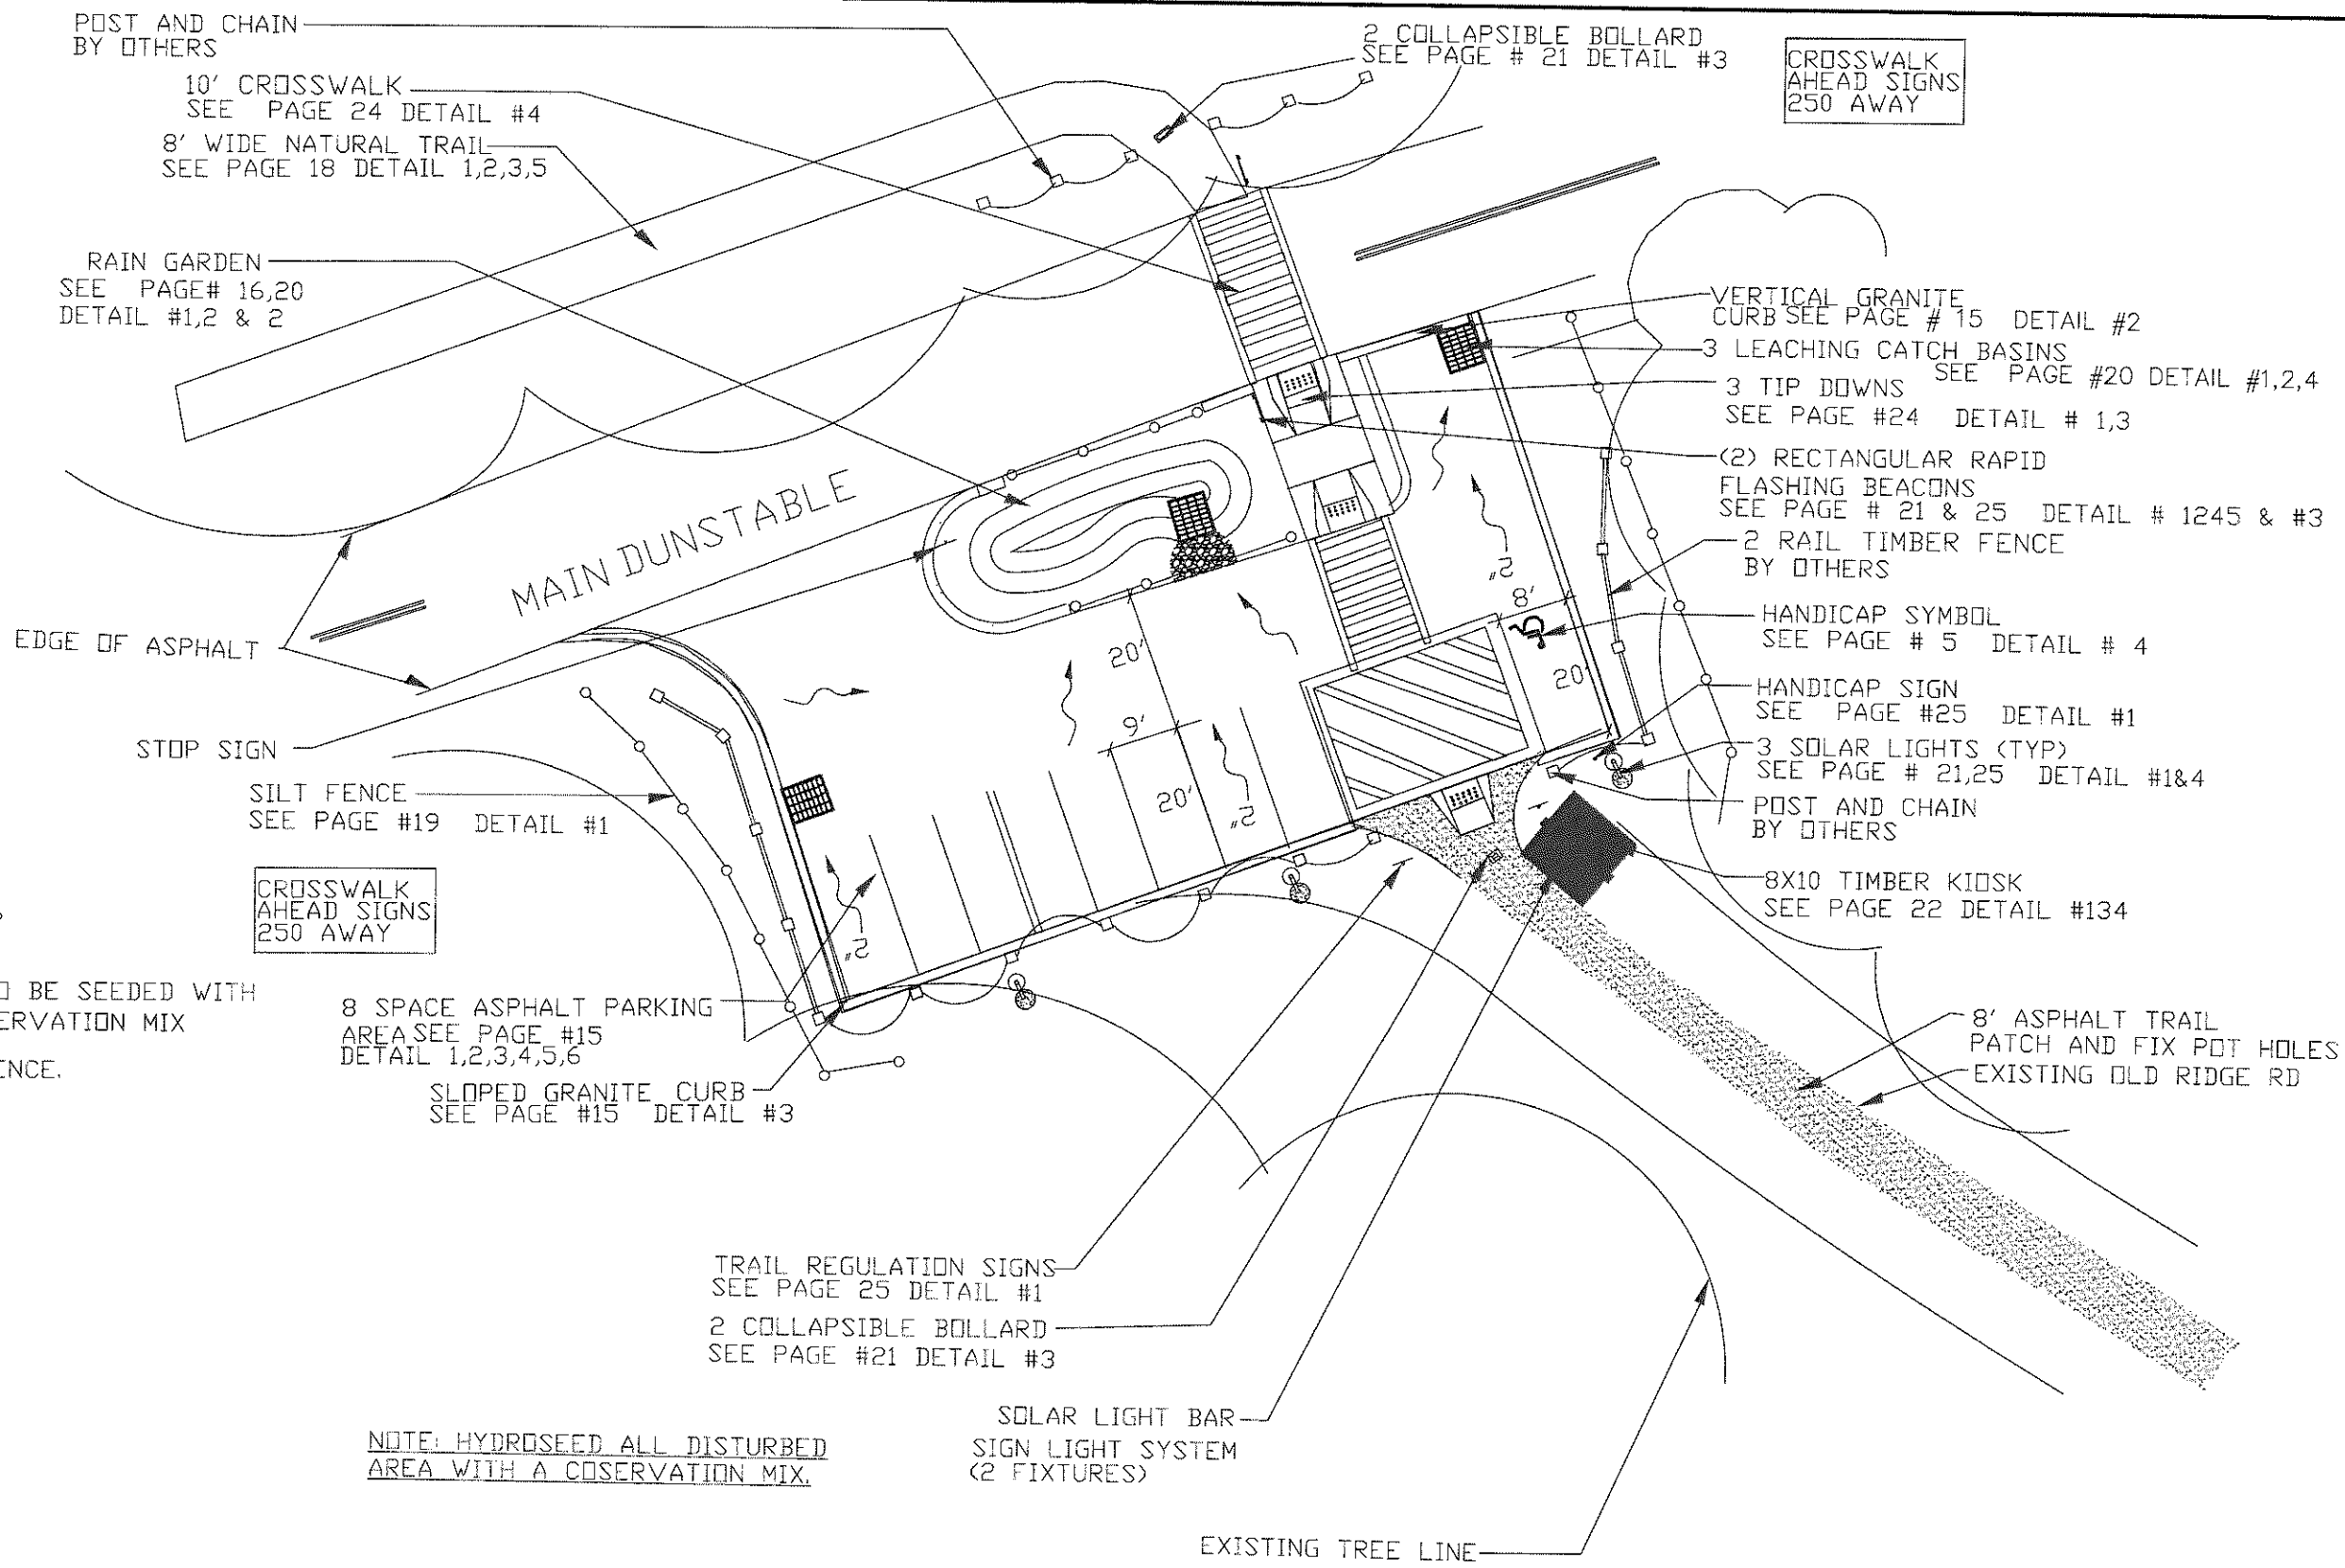 POST AND CHAIN
BY OTHERS
10' CROSSWALK
SEE PAGE 24 DETAIL #4
8' WIDE NATURAL TRAIL
SEE PAGE 18 DETAIL 1,2,3,5
RAIN GARDEN
SEE PAGE# 16,20
DETAIL #1,2 & 2
2 COLLAPSIBLE BOLLARD
SEE PAGE # 21 DETAIL #3
CROSSWALK
AHEAD SIGNS
250 AWAY
VERTICAL GRANITE
CURB SEE PAGE # 15 DETAIL #2
3 LEACHING CATCH BASINS
SEE PAGE #20 DETAIL #1,2,4
3 TIP DOWNS
SEE PAGE #24 DETAIL # 1,3
(2) RECTANGULAR RAPID
FLASHING BEACONS
SEE PAGE # 21 & 25 DETAIL # 1245 & #3
2 RAIL TIMBER FENCE
BY OTHERS
HANDICAP SYMBOL
SEE PAGE # 5 DETAIL # 4
HANDICAP SIGN
SEE PAGE #25 DETAIL #1
3 SOLAR LIGHTS (TYP)
SEE PAGE # 21,25 DETAIL #1&4
POST AND CHAIN
BY OTHERS
8X10 TIMBER KIOSK
SEE PAGE 22 DETAIL #134
8' ASPHALT TRAIL
PATCH AND FIX POT HOLES
EXISTING OLD RIDGE RD
MAIN DUNSTABLE
2"
8'
20'
20'
9'
20'
2"
2"
EDGE OF ASPHALT
STOP SIGN
SILT FENCE
SEE PAGE #19 DETAIL #1
CROSSWALK
AHEAD SIGNS
250 AWAY
BE SEEDED WITH
ERVATION MIX
ENCE.
8 SPACE ASPHALT PARKING
AREA SEE PAGE #15
DETAIL 1,2,3,4,5,6
SLOPED GRANITE CURB
SEE PAGE #15 DETAIL #3
TRAIL REGULATION SIGNS
SEE PAGE 25 DETAIL #1
2 COLLAPSIBLE BOLLARD
SEE PAGE #21 DETAIL #3
SOLAR LIGHT BAR
SIGN LIGHT SYSTEM
(2 FIXTURES)
NOTE: HYDROSEED ALL DISTURBED
AREA WITH A COSERVATION MIX.
EXISTING TREE LINE